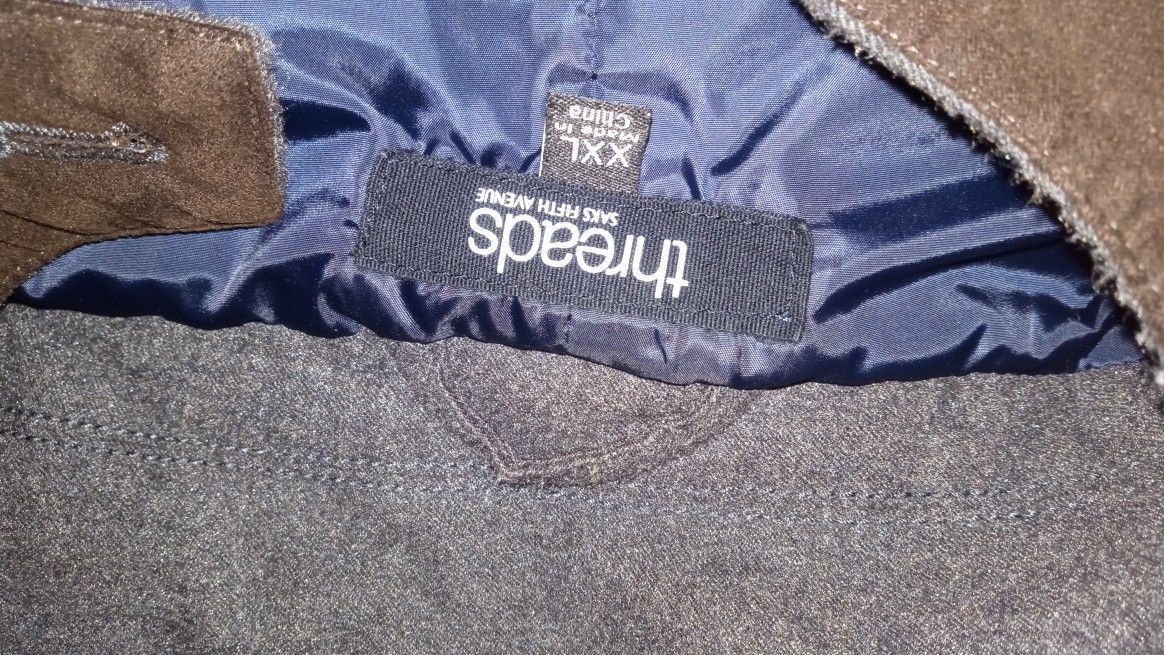 threads
SAKS FIFTH AVENUE
XXL
Made in
China